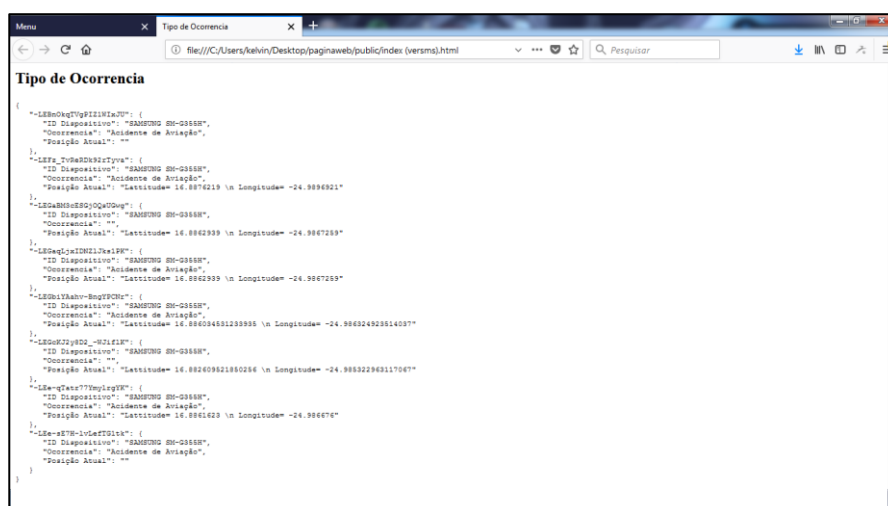 Menu
Tipo de Ocorrencia
file:///C:/Users/kelvin/Desktop/paginaweb/public/index (versms).html
Pesquisar
Tipo de Ocorrencia
{
"ID Dispositivo": "SAMSUNG SM-G355H",
"Ocorrencia": "Acidente de Aviação",
"Posição Atual": ""
},
"ID Dispositivo": "SAMSUNG SM-G355H",
"Ocorrencia": "Acidente de Aviação",
"Posição Atual": "Lattitude= 16.8876219 \n Longitude= -24.9896921"
},
"ID Dispositivo": "SAMSUNG SM-G355H",
"Ocorrencia": "",
"Posição Atual": "Lattitude= 16.8862939 \n Longitude= -24.9867259"
},
"ID Dispositivo": "SAMSUNG SM-G355H",
"Ocorrencia": "Acidente de Aviação",
"Posição Atual": "Lattitude= 16.8862939 \n Longitude= -24.9867259"
},
"ID Dispositivo": "SAMSUNG SM-G355H",
"Ocorrencia": "Acidente de Aviação",
"Posição Atual": "Lattitude= 16.886034531233935 \n Longitude= -24.986324923514037"
},
"ID Dispositivo": "SAMSUNG SM-G355H",
"Ocorrencia": "",
"Posição Atual": "Lattitude= 16.882609521850256 \n Longitude= -24.985322963117067"
},
"ID Dispositivo": "SAMSUNG SM-G355H",
"Ocorrencia": "Acidente de Aviação",
"Posição Atual": "Lattitude= 16.8861623 \n Longitude= -24.986676"
},
"ID Dispositivo": "SAMSUNG SM-G355H",
"Ocorrencia": "Acidente de Aviação",
"Posição Atual": ""
}
}